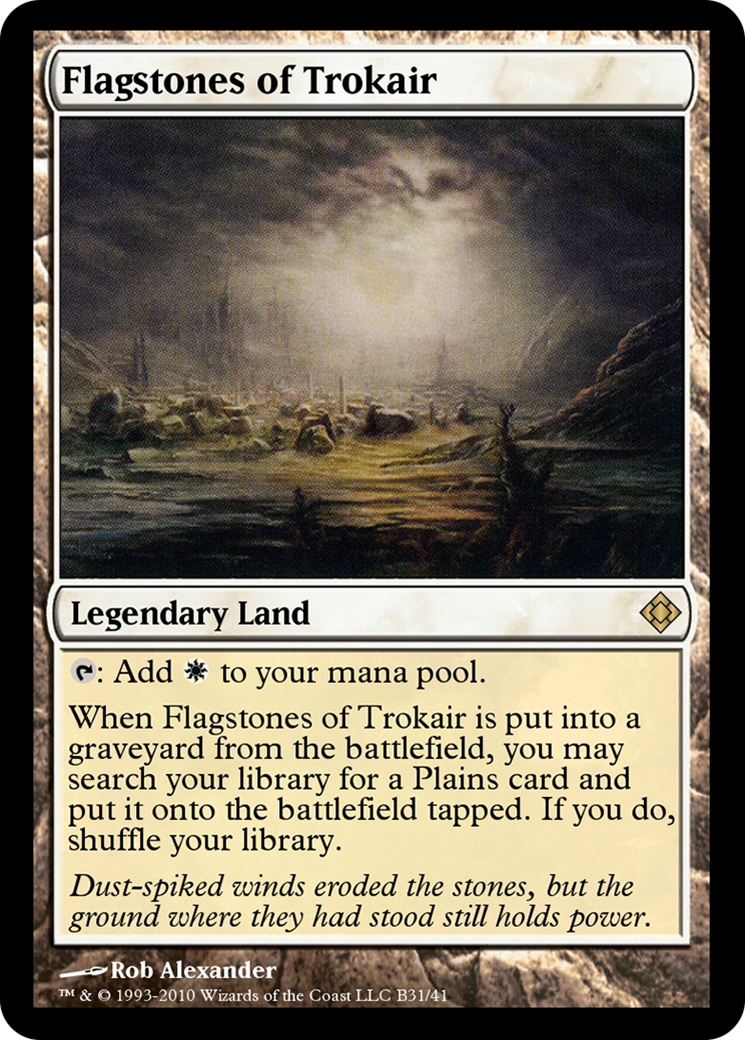 Flagstones of Trokair
Legendary Land
: Add to your mana pool.
When Flagstones of Trokair is put into a
graveyard from the battlefield, you may
search your library for a Plains card and
put it onto the battlefield tapped. If you do,
shuffle your library.
Dust-spiked winds eroded the stones, but the
ground where they had stood still holds power.
Rob Alexander
™ & © 1993-2010 Wizards of the Coast LLC B31/41